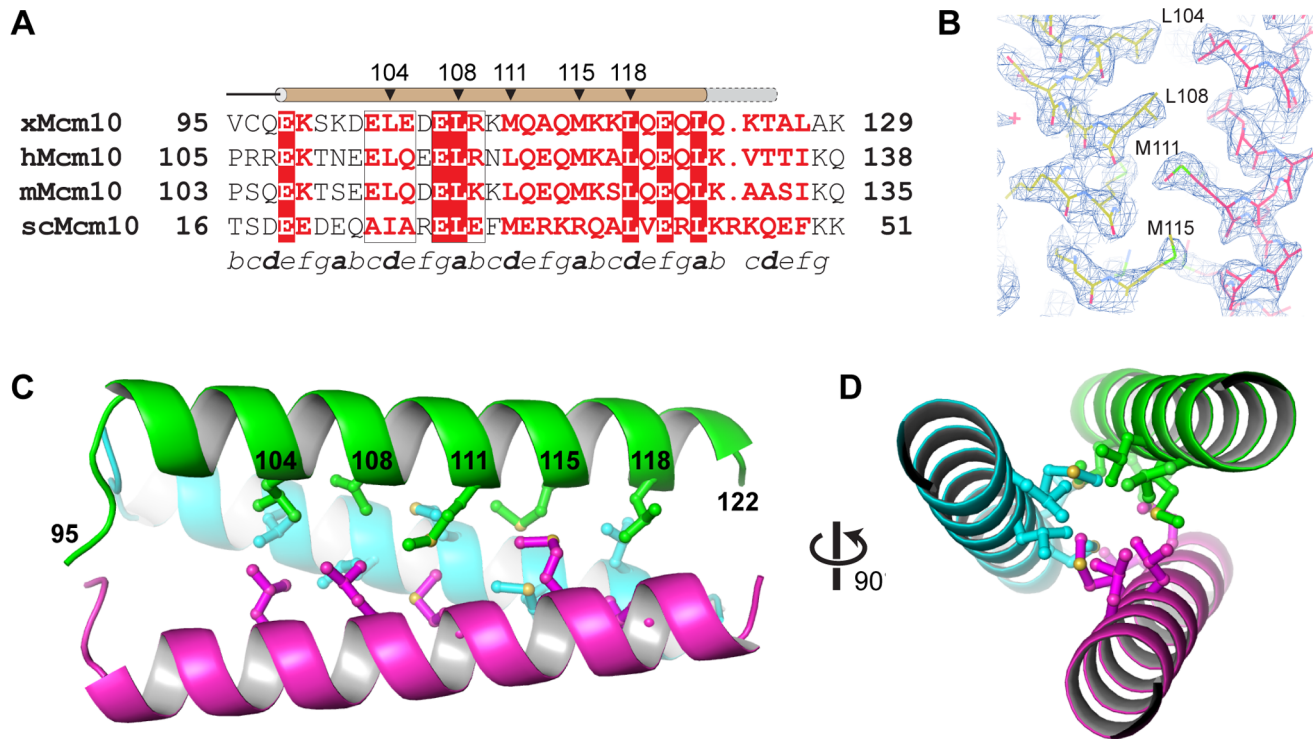 A
104 108 111 115 118
xMcm10 95 VCQEKSKDELEDELRKMQAQMKKLQEQLQ.KTALAK 129
hMcm10 105 PRREKTNEELQEELRNLQEQMKALQEQLK.VTTIKQ 138
mMcm10 103 PSQEKTSEELQDELKKLQEQMKSLQEQLK.AASIKQ 135
scMcm10 16 TSDEEDEQAIARELEFMERKRQALVERLKRKQEFKK 51
bcdefgabcdefgabcdefgabcdefgab cdefg
B
L104
L108
M111
M115
C
104 108 111 115 118
95
122
D
90°